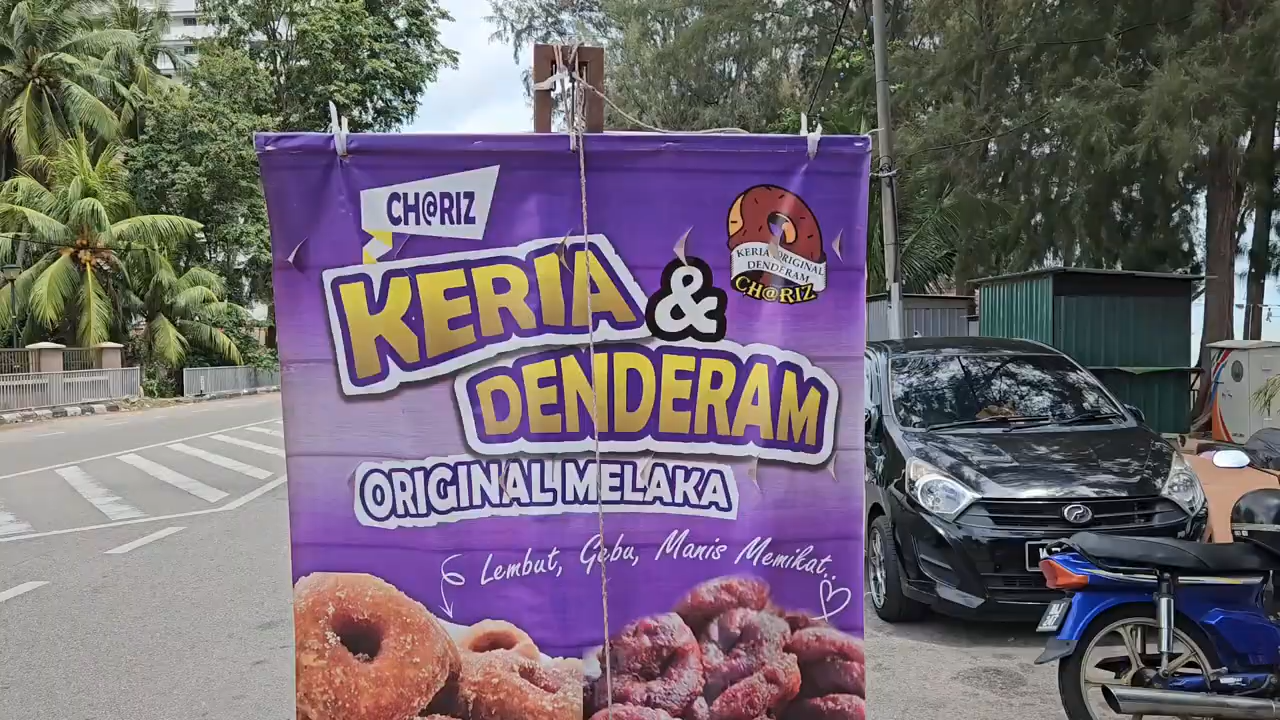 CH@RIZ
KERIA
&
DENDERAM
ORIGINAL MELAKA
Lembut, Gebu, Manis Memikat..
KERIA ORIGINAL
DENDERAM
CH@RIZ